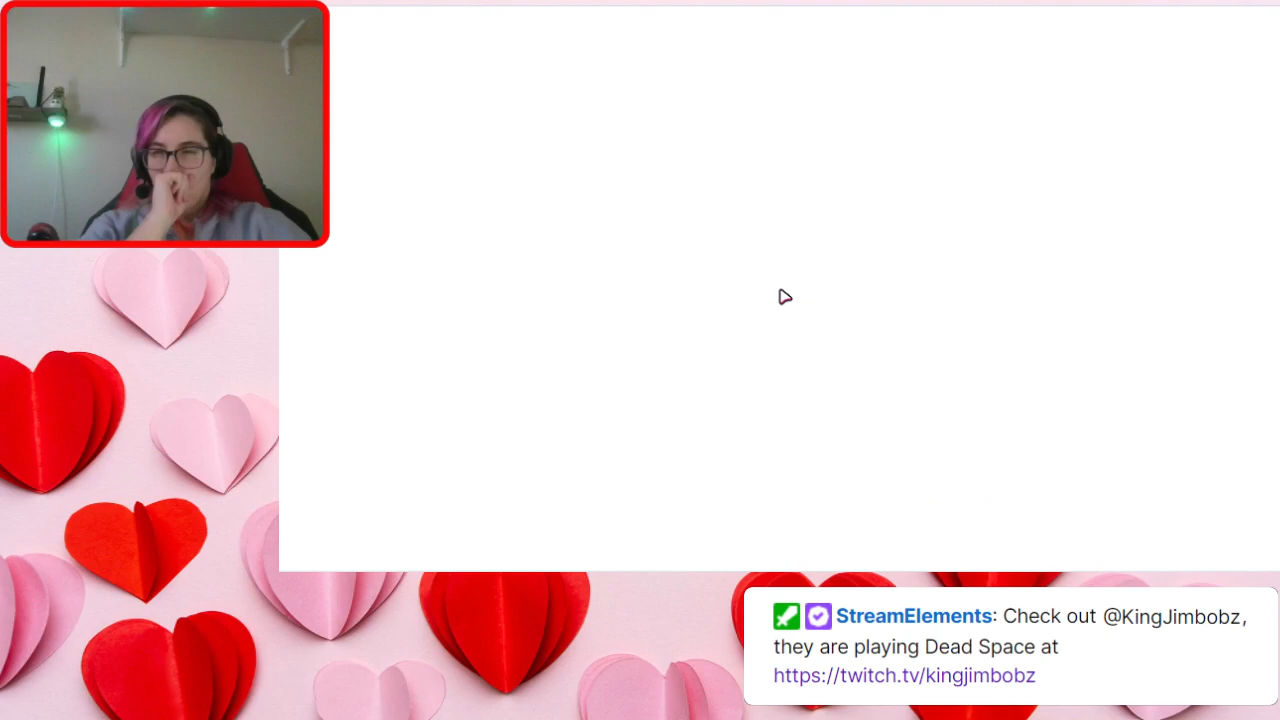 StreamElements: Check out @KingJimbobz,
they are playing Dead Space at
https://twitch.tv/kingjimbobz